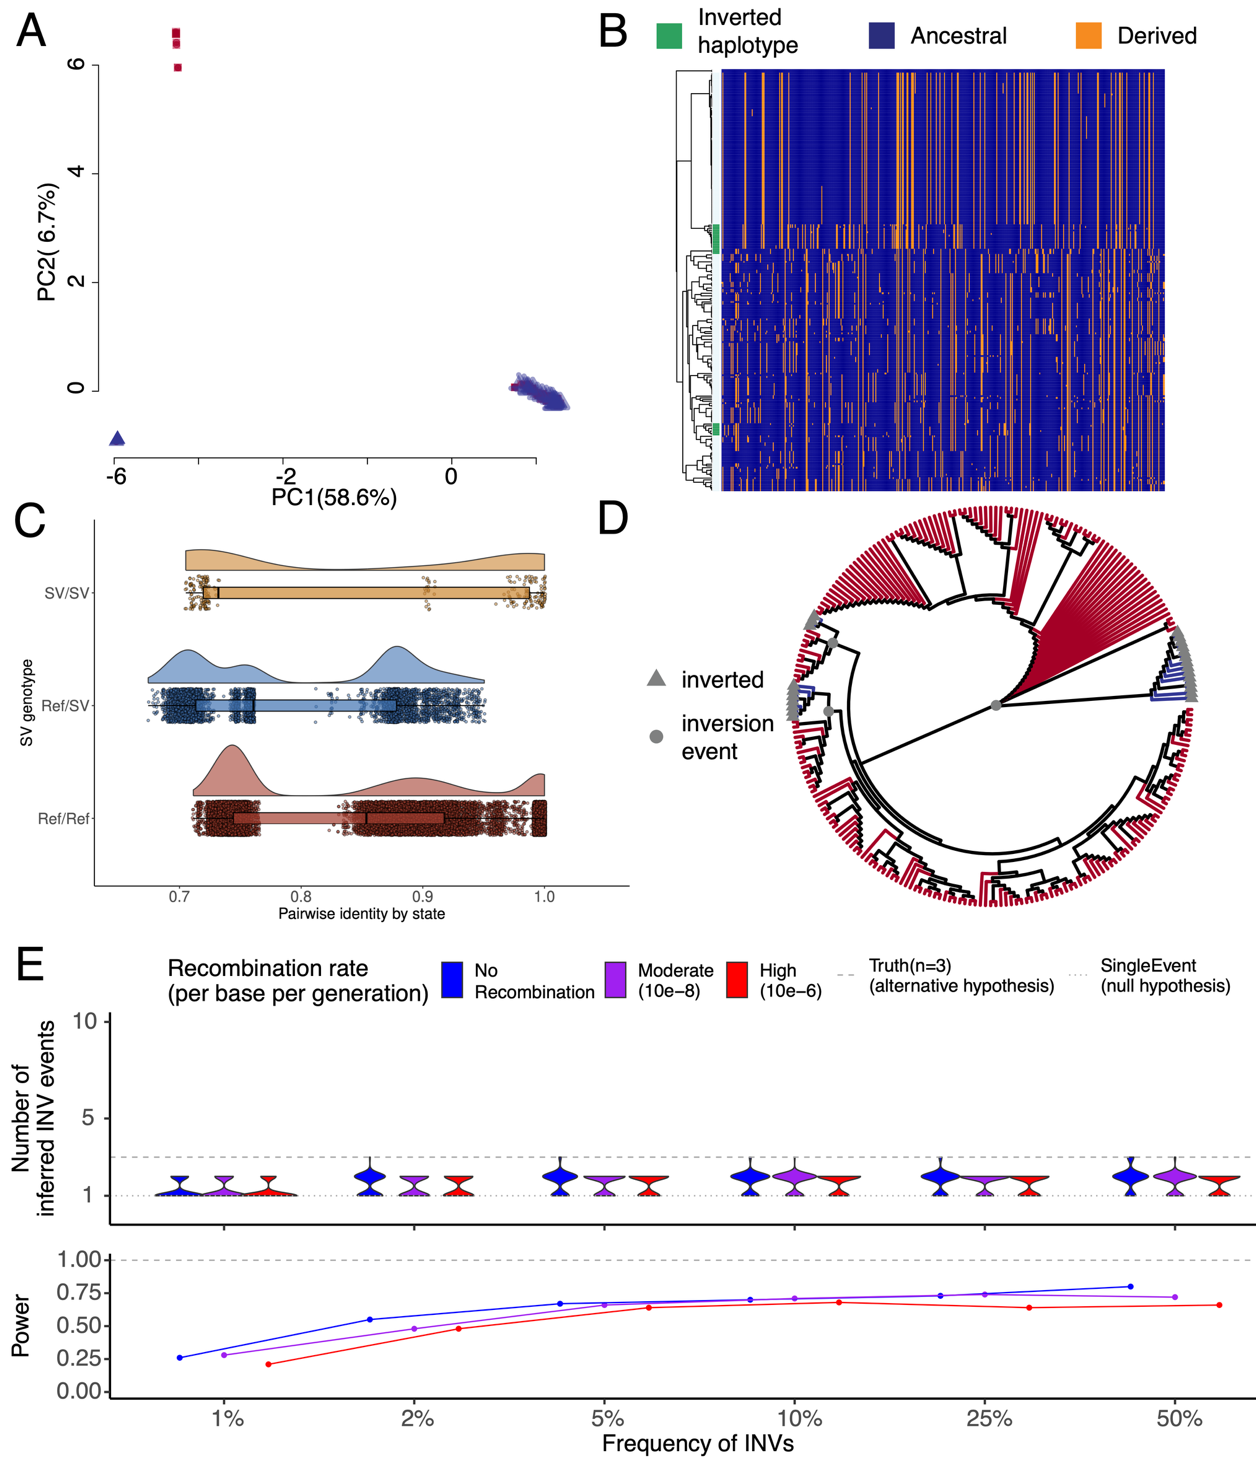 A
6
4
2
0
PC2( 6.7%)
-6
-2
0
PC1(58.6%)
B
Inverted
haplotype
Ancestral
Derived
C
SV genotype
SV/SV
Ref/SV
Ref/Ref
0.7
0.8
0.9
1.0
Pairwise identity by state
D
inverted
inversion
event
E
Recombination rate
(per base per generation)
No
Recombination
Moderate
(10e−8)
High
(10e−6)
Truth(n=3)
(alternative hypothesis)
SingleEvent
(null hypothesis)
Number of
inferred INV events
10
5
1
Power
1.00
0.75
0.50
0.25
0.00
1%
2%
5%
10%
25%
50%
Frequency of INVs